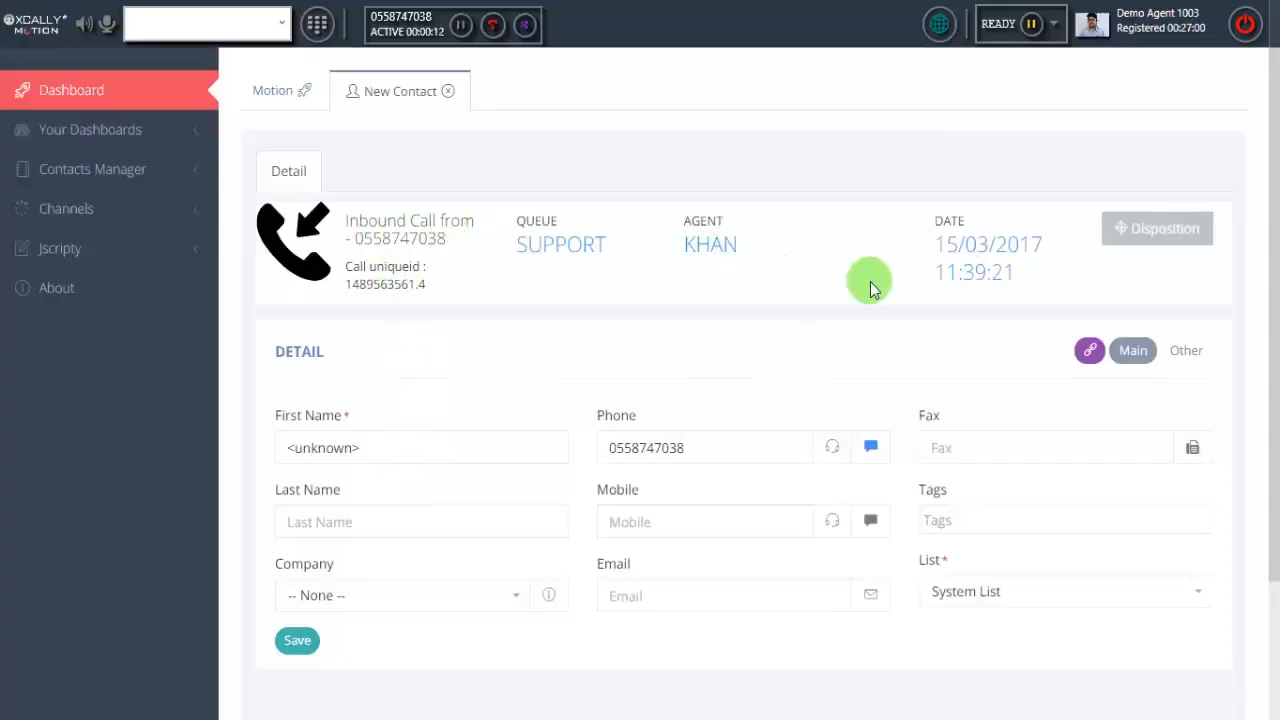 XCALLY
MOTION
0558747038
ACTIVE 00:00:12
READY
Demo Agent 1003
Registered 00:27:00
Dashboard
Your Dashboards
Contacts Manager
Channels
Jscripty
About
Motion
New Contact
Detail
Inbound Call from
- 0558747038
Call uniqueid :
1489563561.4
QUEUE
SUPPORT
AGENT
KHAN
DATE
15/03/2017
11:39:21
Disposition
DETAIL
Main
Other
First Name *
<unknown>
Phone
0558747038
Fax
Fax
Last Name
Last Name
Mobile
Mobile
Tags
Tags
Company
-- None --
Email
Email
List *
System List
Save